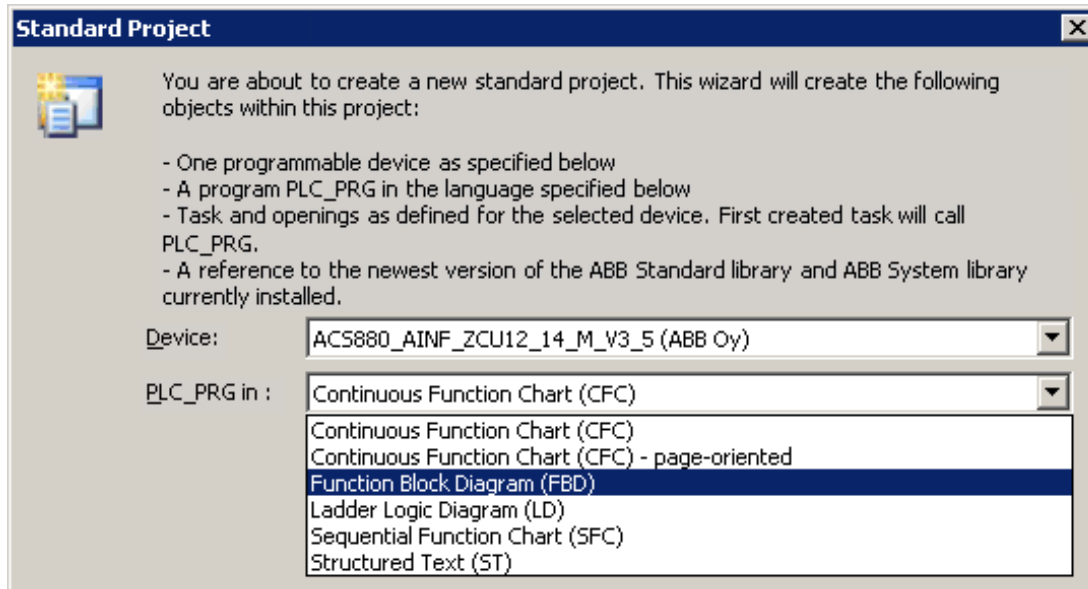 Standard Project
You are about to create a new standard project. This wizard will create the following
objects within this project:
- One programmable device as specified below
- A program PLC_PRG in the language specified below
- Task and openings as defined for the selected device. First created task will call
PLC_PRG.
- A reference to the newest version of the ABB Standard library and ABB System library
currently installed.
Device: ACS880_AINF_ZCU12_14_M_V3_5 (ABB Oy)
PLC_PRG in : Continuous Function Chart (CFC)
Continuous Function Chart (CFC)
Continuous Function Chart (CFC) - page-oriented
Function Block Diagram (FBD)
Ladder Logic Diagram (LD)
Sequential Function Chart (SFC)
Structured Text (ST)